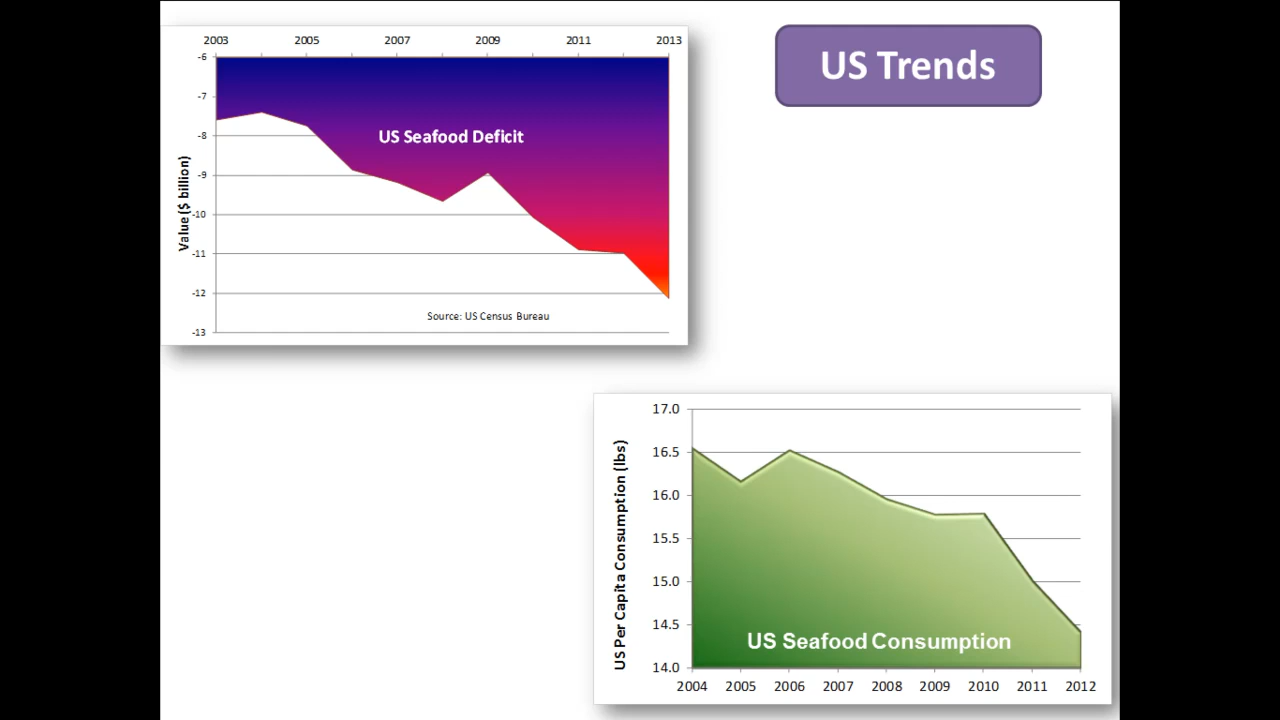 US Trends
2003 2005 2007 2009 2011 2013
-6
-7
-8
-9
-10
-11
-12
-13
Value ($ billion)
US Seafood Deficit
Source: US Census Bureau
17.0
16.5
16.0
15.5
15.0
14.5
14.0
US Per Capita Consumption (lbs)
US Seafood Consumption
2004 2005 2006 2007 2008 2009 2010 2011 2012